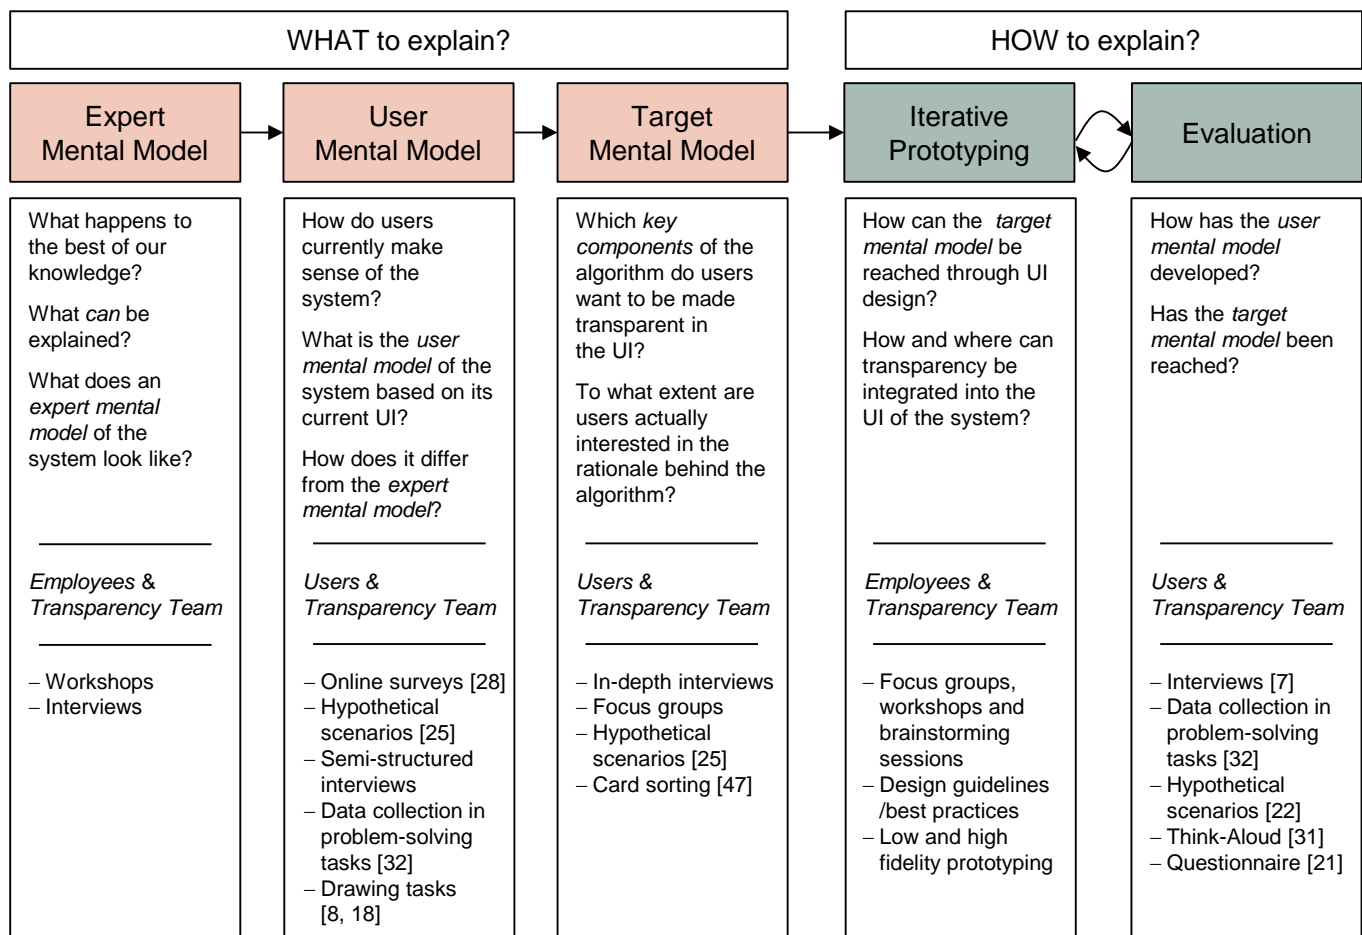 WHAT to explain?
HOW to explain?
Expert
Mental Model
User
Mental Model
Target
Mental Model
Iterative
Prototyping
Evaluation
What happens to
the best of our
knowledge?
What can be
explained?
What does an
expert mental
model of the
system look like?
Employees &
Transparency Team
– Workshops
– Interviews
How do users
currently make
sense of the
system?
What is the user
mental model of the
system based on its
current UI?
How does it differ
from the expert
mental model?
Users &
Transparency Team
– Online surveys [28]
– Hypothetical
scenarios [25]
– Semi-structured
interviews
– Data collection in
problem-solving
tasks [32]
– Drawing tasks
[8, 18]
Which key
components of the
algorithm do users
want to be made
transparent in
the UI?
To what extent are
users actually
interested in the
rationale behind the
algorithm?
Users &
Transparency Team
– In-depth interviews
– Focus groups
– Hypothetical
scenarios [25]
– Card sorting [47]
How can the target
mental model be
reached through UI
design?
How and where can
transparency be
integrated into the
UI of the system?
Employees &
Transparency Team
– Focus groups,
workshops and
brainstorming
sessions
– Design guidelines
/best practices
– Low and high
fidelity prototyping
How has the user
mental model
developed?
Has the target
mental model been
reached?
Users &
Transparency Team
– Interviews [7]
– Data collection in
problem-solving
tasks [32]
– Hypothetical
scenarios [22]
– Think-Aloud [31]
– Questionnaire [21]